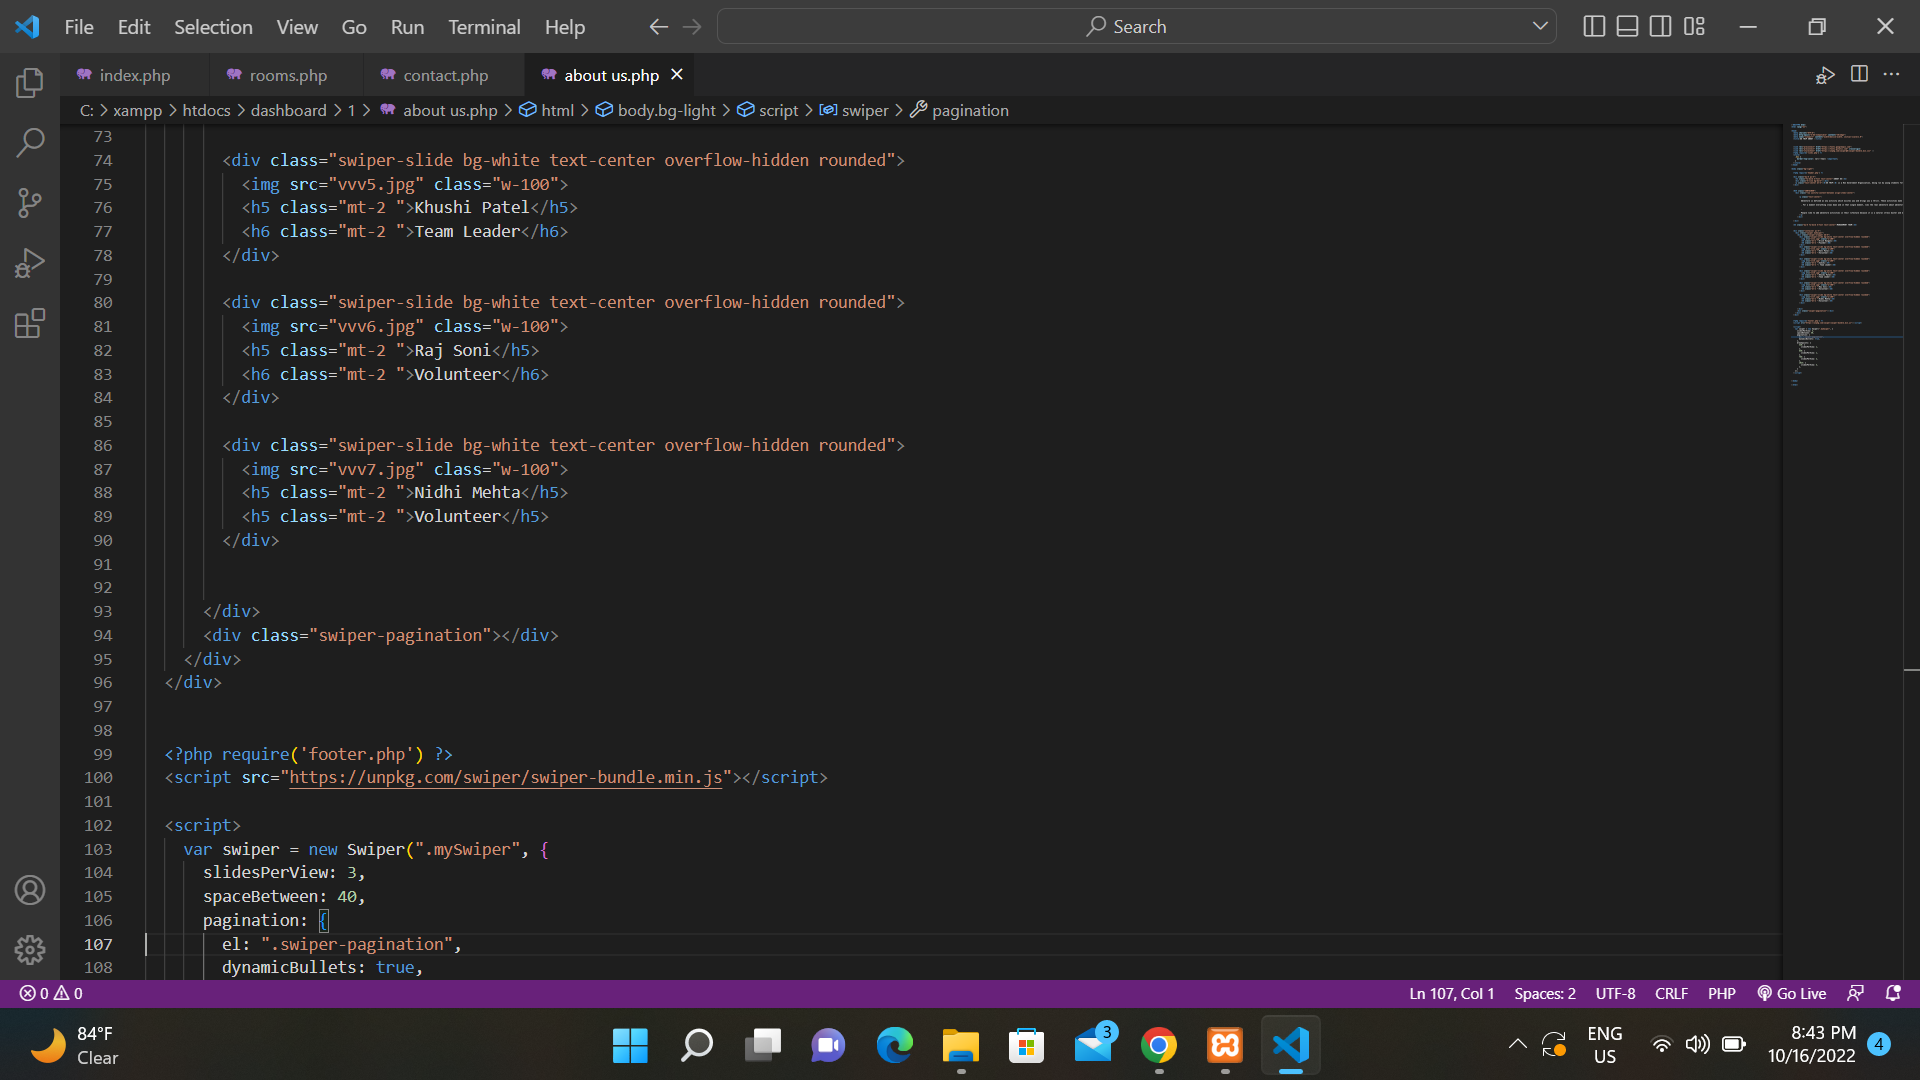 File Edit Selection View Go Run Terminal Help Search
index.php rooms.php contact.php about us.php
C: > xampp > htdocs > dashboard > 1 > about us.php > html > body.bg-light > script > swiper > pagination
73
74 <div class="swiper-slide bg-white text-center overflow-hidden rounded">
75 <img src="vvv5.jpg" class="w-100">
76 <h5 class="mt-2 ">Khushi Patel</h5>
77 <h6 class="mt-2 ">Team Leader</h6>
78 </div>
79
80 <div class="swiper-slide bg-white text-center overflow-hidden rounded">
81 <img src="vvv6.jpg" class="w-100">
82 <h5 class="mt-2 ">Raj Soni</h5>
83 <h6 class="mt-2 ">Volunteer</h6>
84 </div>
85
86 <div class="swiper-slide bg-white text-center overflow-hidden rounded">
87 <img src="vvv7.jpg" class="w-100">
88 <h5 class="mt-2 ">Nidhi Mehta</h5>
89 <h5 class="mt-2 ">Volunteer</h5>
90 </div>
91
92
93 </div>
94 <div class="swiper-pagination"></div>
95 </div>
96 </div>
97
98
99 <?php require('footer.php') ?>
100 <script src="https://unpkg.com/swiper/swiper-bundle.min.js"></script>
101
102 <script>
103 var swiper = new Swiper(".mySwiper", {
104 slidesPerView: 3,
105 spaceBetween: 40,
106 pagination: {
107 el: ".swiper-pagination",
108 dynamicBullets: true,
0 0 Ln 107, Col 1 Spaces: 2 UTF-8 CRLF PHP Go Live
84°F
Clear
3
ENG
US
8:43 PM
10/16/2022
4